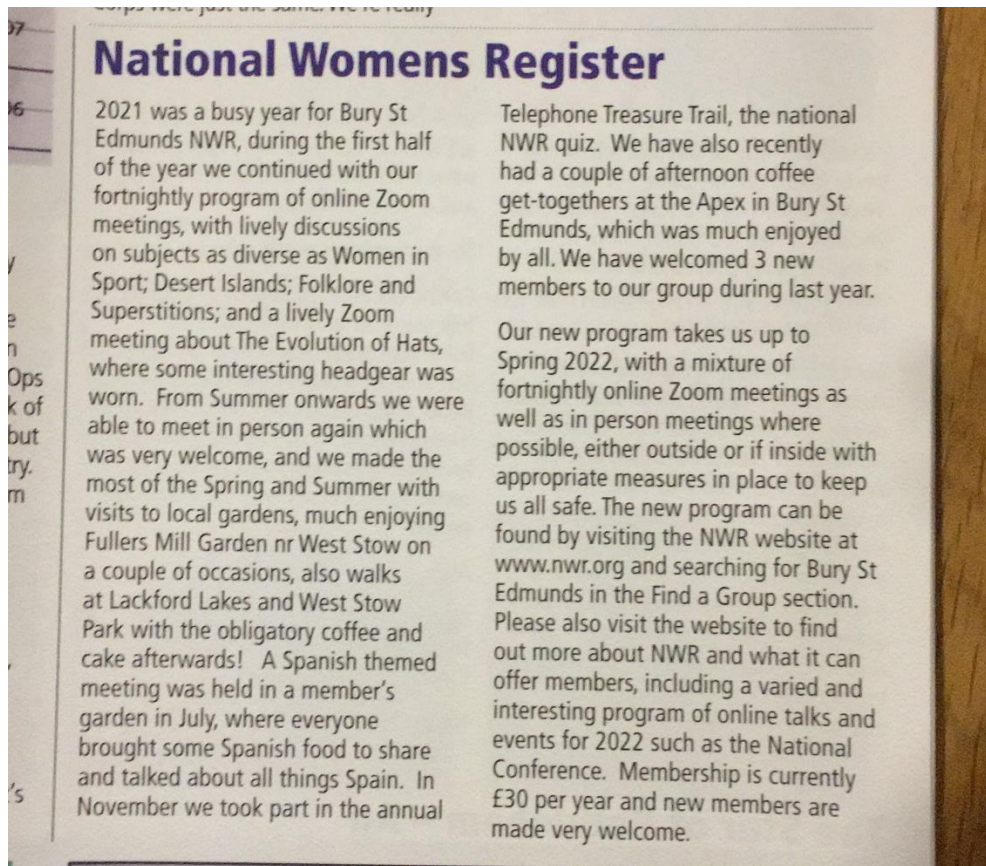 National Womens Register
2021 was a busy year for Bury St
Edmunds NWR, during the first half
of the year we continued with our
fortnightly program of online Zoom
meetings, with lively discussions
on subjects as diverse as Women in
Sport; Desert Islands; Folklore and
Superstitions; and a lively Zoom
meeting about The Evolution of Hats,
where some interesting headgear was
worn.  From Summer onwards we were
able to meet in person again which
was very welcome, and we made the
most of the Spring and Summer with
visits to local gardens, much enjoying
Fullers Mill Garden nr West Stow on
a couple of occasions, also walks
at Lackford Lakes and West Stow
Park with the obligatory coffee and
cake afterwards!  A Spanish themed
meeting was held in a member's
garden in July, where everyone
brought some Spanish food to share
and talked about all things Spain.  In
November we took part in the annual
Telephone Treasure Trail, the national
NWR quiz.  We have also recently
had a couple of afternoon coffee
get-togethers at the Apex in Bury St
Edmunds, which was much enjoyed
by all. We have welcomed 3 new
members to our group during last year.
Our new program takes us up to
Spring 2022, with a mixture of
fortnightly online Zoom meetings as
well as in person meetings where
possible, either outside or if inside with
appropriate measures in place to keep
us all safe. The new program can be
found by visiting the NWR website at
www.nwr.org and searching for Bury St
Edmunds in the Find a Group section.
Please also visit the website to find
out more about NWR and what it can
offer members, including a varied and
interesting program of online talks and
events for 2022 such as the National
Conference.  Membership is currently
£30 per year and new members are
made very welcome.